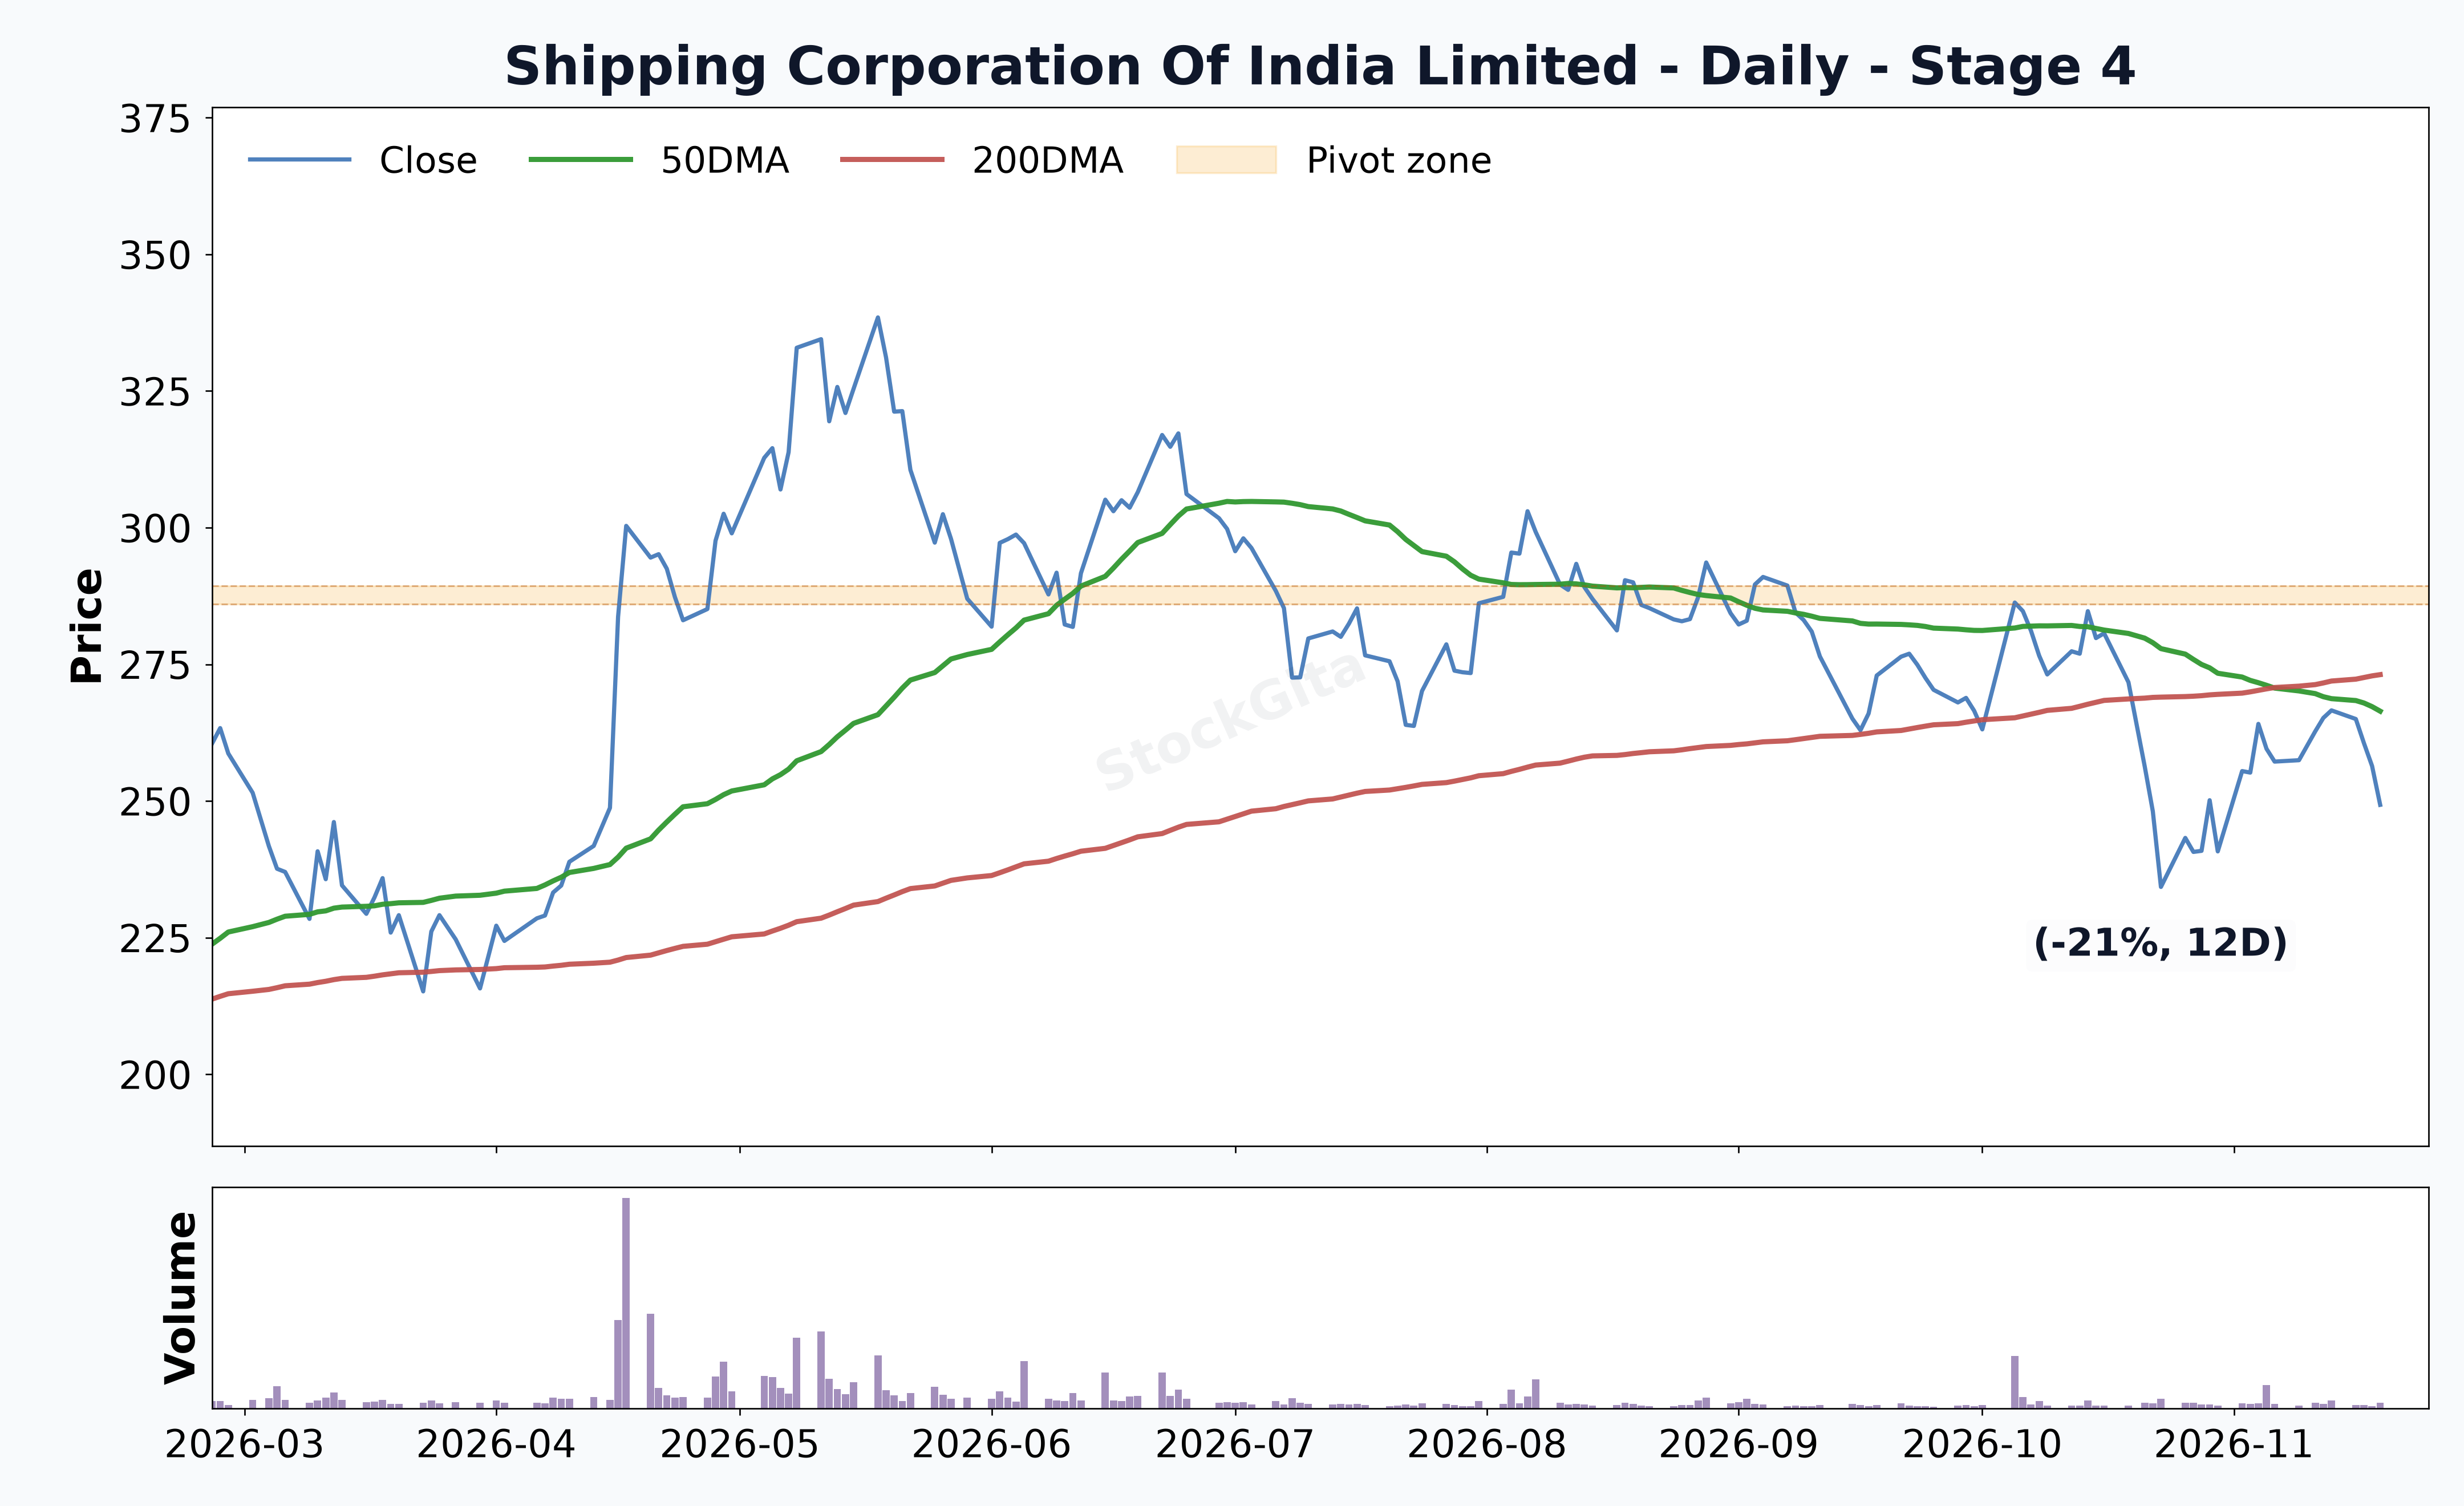 Shipping Corporation Of India Limited - Daily - Stage 4
Close 50DMA 200DMA Pivot zone
375
350
325
300
275
250
225
200
Price
StockGita
(-21%, 12D)
Volume
2026-03 2026-04 2026-05 2026-06 2026-07 2026-08 2026-09 2026-10 2026-11